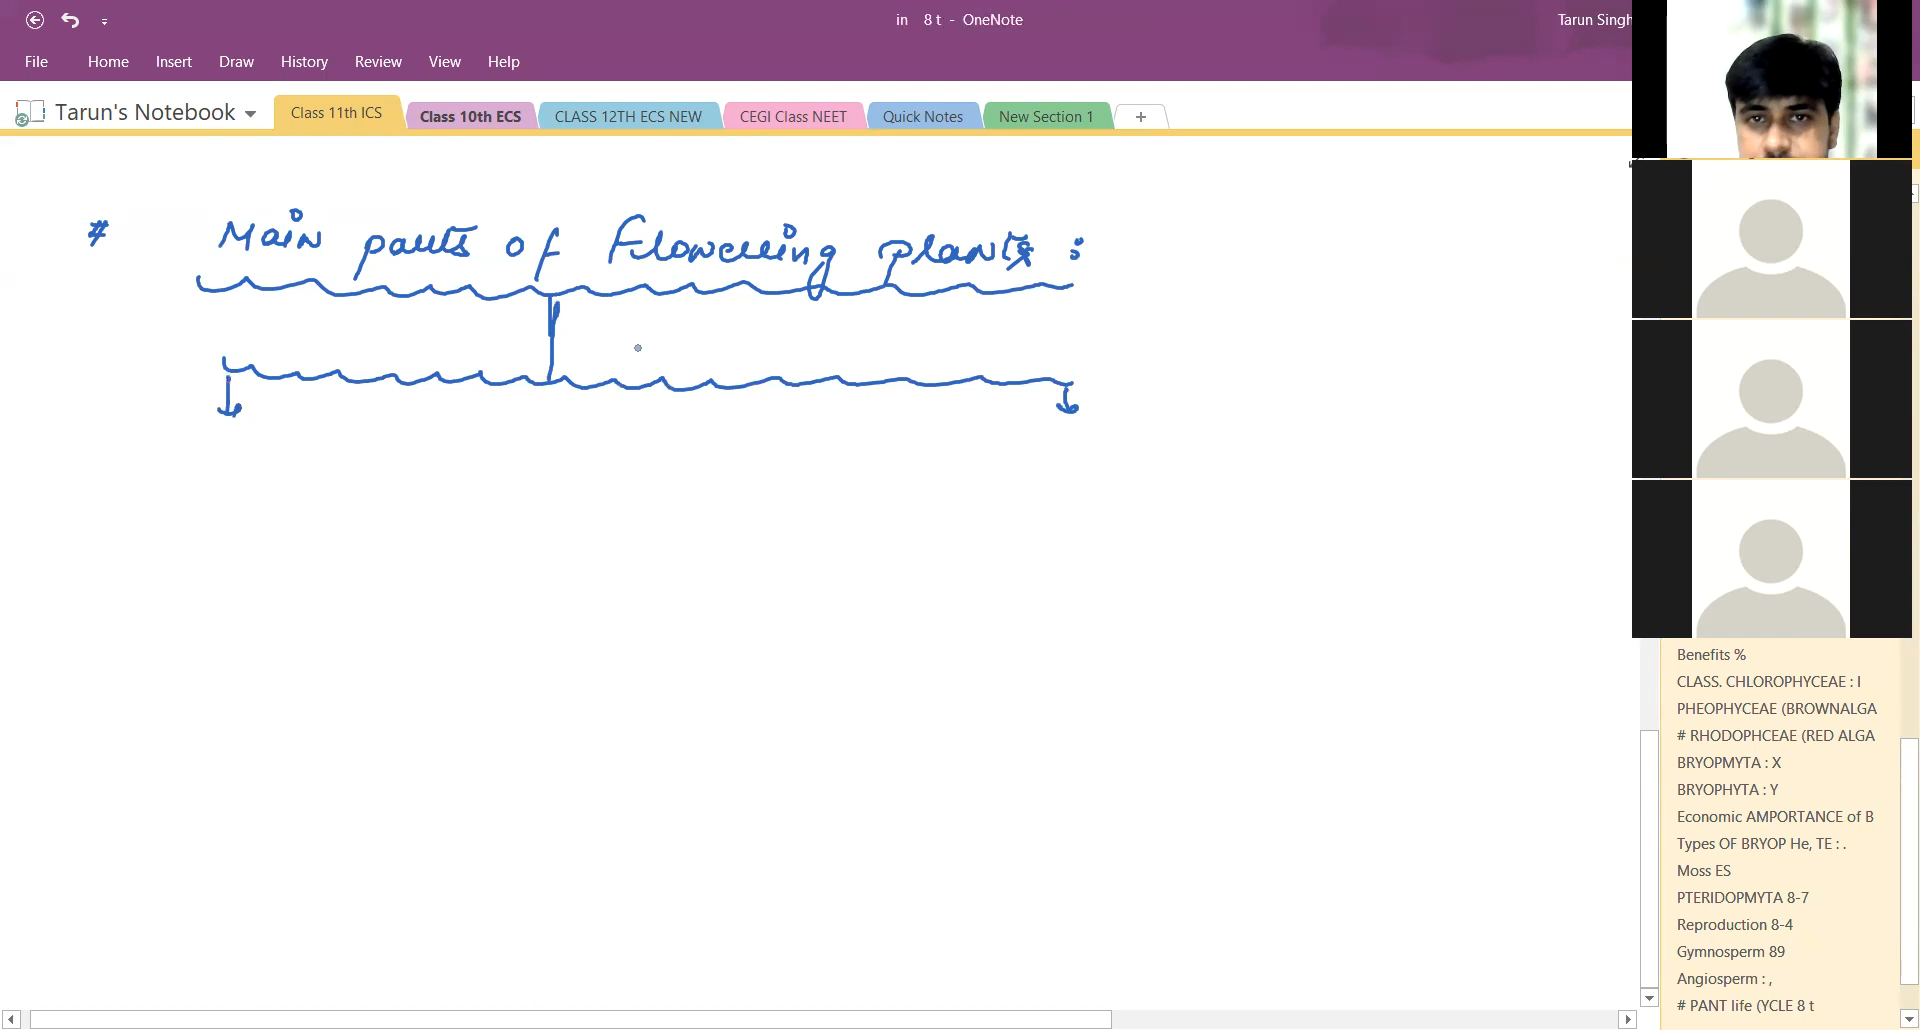 in 8 t - OneNote
Tarun Singh
File Home Insert Draw History Review View Help
Tarun's Notebook
Class 11th ICS
Class 10th ECS
CLASS 12TH ECS NEW
CEGI Class NEET
Quick Notes
New Section 1
+
# Main parts of Flowering plants :
Benefits %
CLASS. CHLOROPHYCEAE : I
PHEOPHYCEAE (BROWNALGA
# RHODOPHCEAE (RED ALGA
BRYOPMYTA : X
BRYOPHYTA : Y
Economic AMPORTANCE of B
Types OF BRYOP He, TE : .
Moss ES
PTERIDOPMYTA 8-7
Reproduction 8-4
Gymnosperm 89
Angiosperm : ,
# PANT life (YCLE 8 t